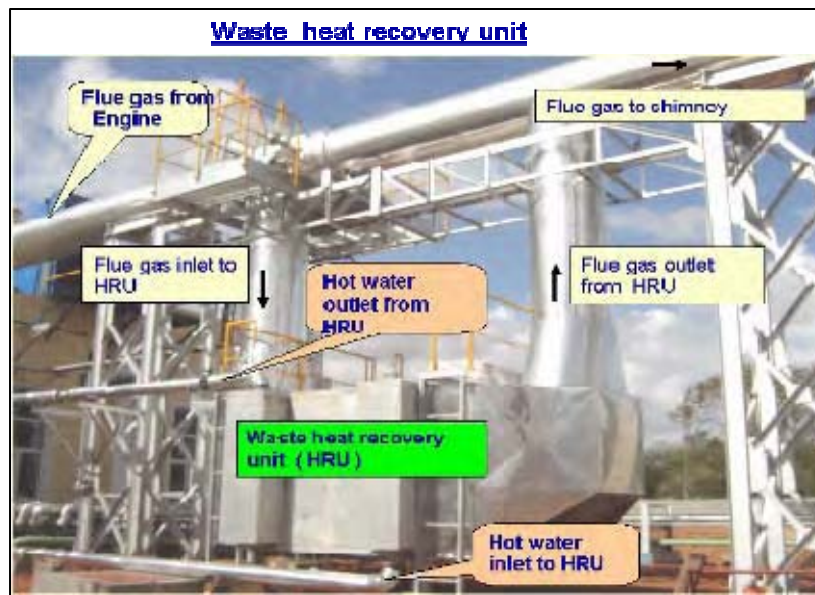 Waste heat recovery unit
Flue gas from
Engine
Flue gas to chimney
Flue gas inlet to
HRU
Hot water
outlet from
HRU
Flue gas outlet
from HRU
Waste heat recovery
unit (HRU)
Hot water
inlet to HRU